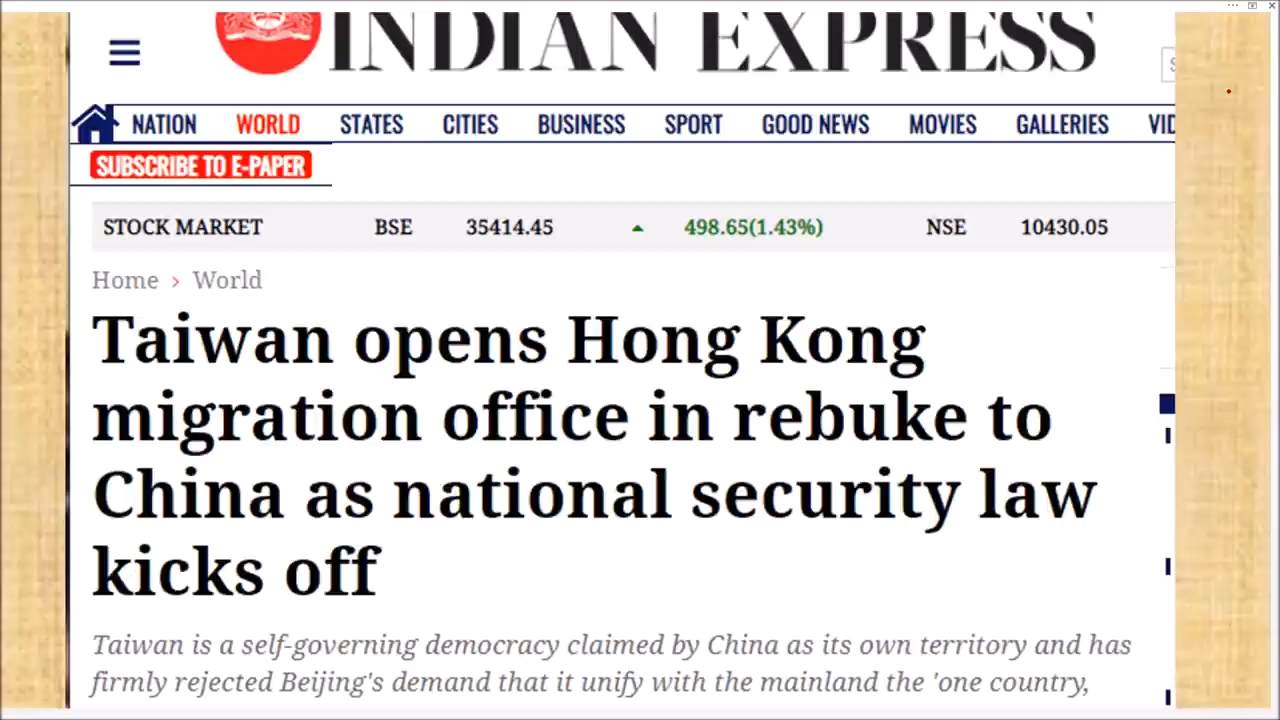 INDIAN EXPRESS
NATION WORLD STATES CITIES BUSINESS SPORT GOOD NEWS MOVIES GALLERIES
SUBSCRIBE TO E-PAPER
STOCK MARKET BSE 35414.45 ▲ 498.65(1.43%) NSE 10430.05
Home › World
Taiwan opens Hong Kong
migration office in rebuke to
China as national security law
kicks off
Taiwan is a self-governing democracy claimed by China as its own territory and has
firmly rejected Beijing's demand that it unify with the mainland the 'one country,